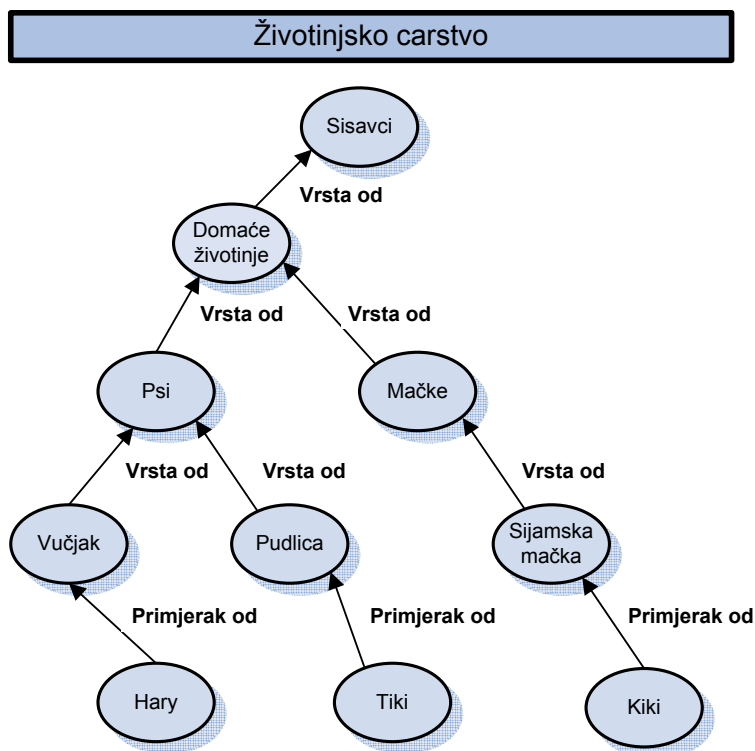 Životinjsko carstvo
Sisavci
Vrsta od
Domaće
životinje
Vrsta od
Vrsta od
Psi
Mačke
Vrsta od
Vrsta od
Vrsta od
Vučjak
Pudlica
Sijamska
mačka
Primjerak od
Primjerak od
Primjerak od
Hary
Tiki
Kiki